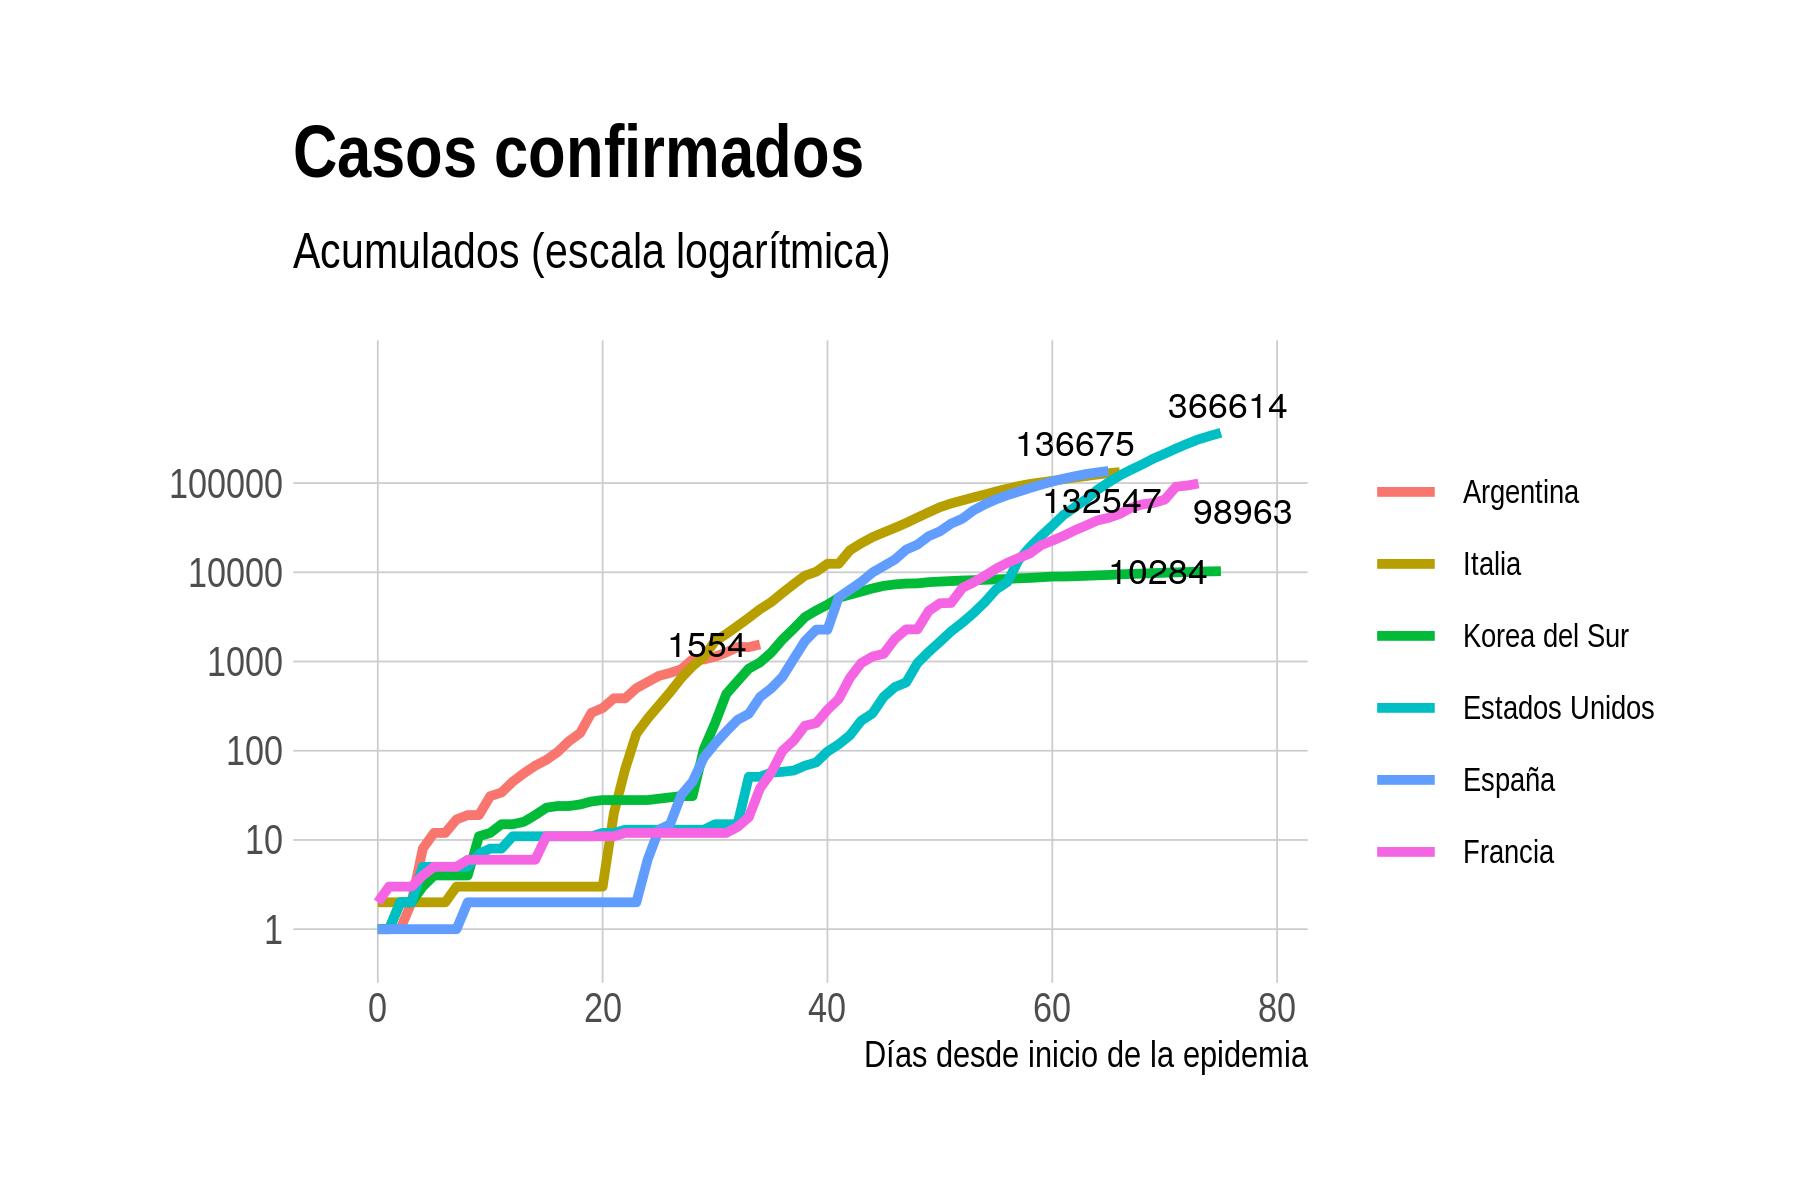 Casos confirmados
Acumulados (escala logarítmica)
366614
136675
132547
98963
10284
1554
100000
10000
1000
100
10
1
0 20 40 60 80
Días desde inicio de la epidemia
Argentina
Italia
Korea del Sur
Estados Unidos
España
Francia